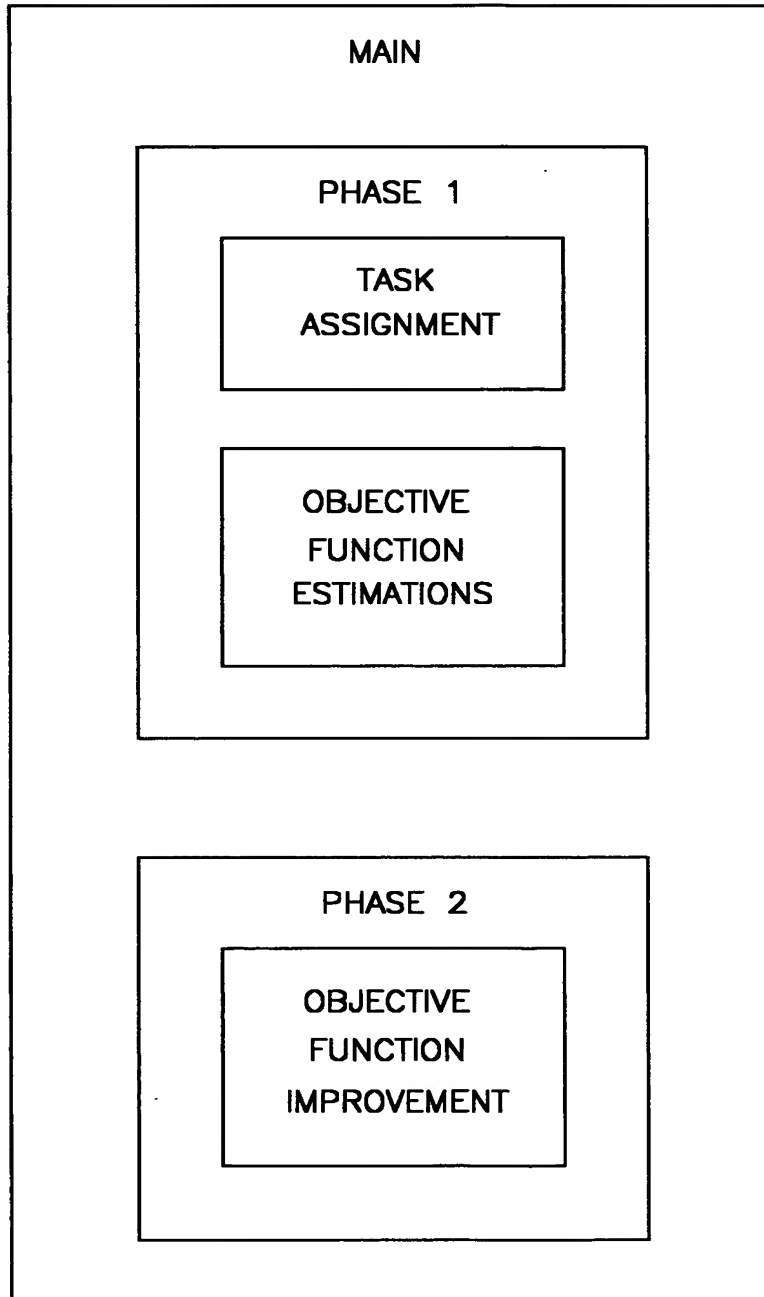 MAIN
PHASE 1
TASK
ASSIGNMENT
OBJECTIVE
FUNCTION
ESTIMATIONS
PHASE 2
OBJECTIVE
FUNCTION
IMPROVEMENT